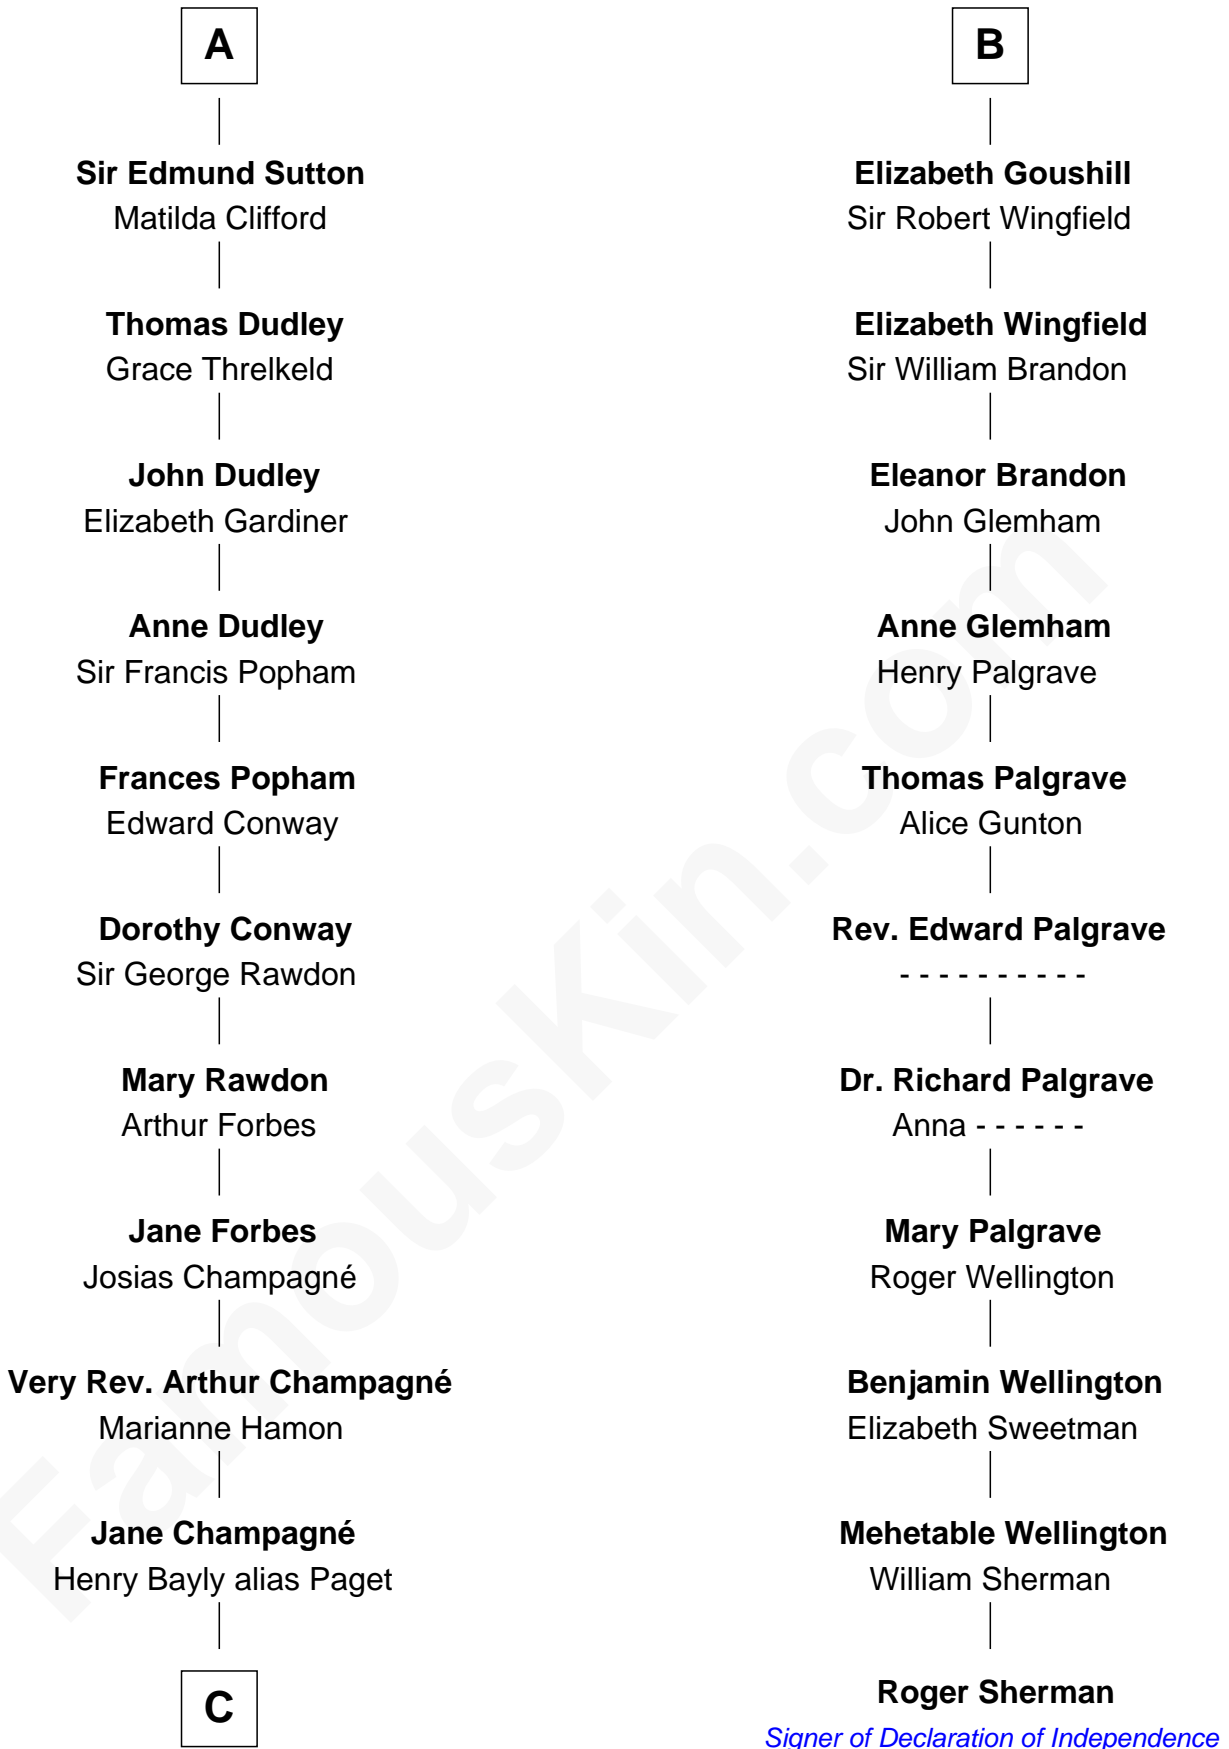 A
Sir Edmund Sutton
Matilda Clifford
Thomas Dudley
Grace Threlkeld
John Dudley
Elizabeth Gardiner
Anne Dudley
Sir Francis Popham
Frances Popham
Edward Conway
Dorothy Conway
Sir George Rawdon
Mary Rawdon
Arthur Forbes
Jane Forbes
Josias Champagné
Very Rev. Arthur Champagné
Marianne Hamon
Jane Champagné
Henry Bayly alias Paget
C
B
Elizabeth Goushill
Sir Robert Wingfield
Elizabeth Wingfield
Sir William Brandon
Eleanor Brandon
John Glemham
Anne Glemham
Henry Palgrave
Thomas Palgrave
Alice Gunton
Rev. Edward Palgrave
- - - - - - - - - -
Dr. Richard Palgrave
Anna - - - - - -
Mary Palgrave
Roger Wellington
Benjamin Wellington
Elizabeth Sweetman
Mehetable Wellington
William Sherman
Roger Sherman
Signer of Declaration of Independence
FamousKin.com